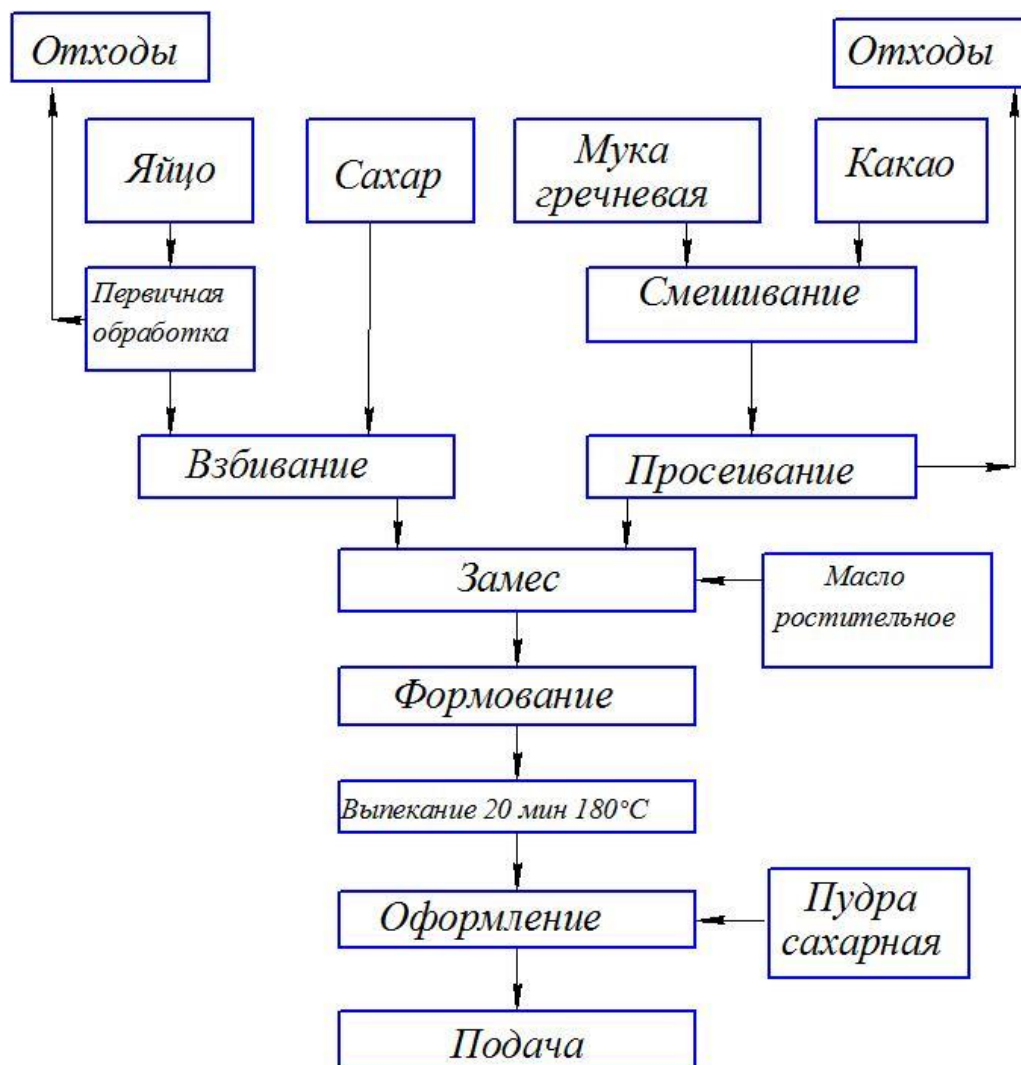 Отходы
Отходы
Яйцо
Сахар
Мука
гречневая
Какао
Первичная
обработка
Смешивание
Взбивание
Просеивание
Замес
Масло
ростительное
Формование
Выпекание 20 мин 180°С
Оформление
Пудра
сахарная
Подача